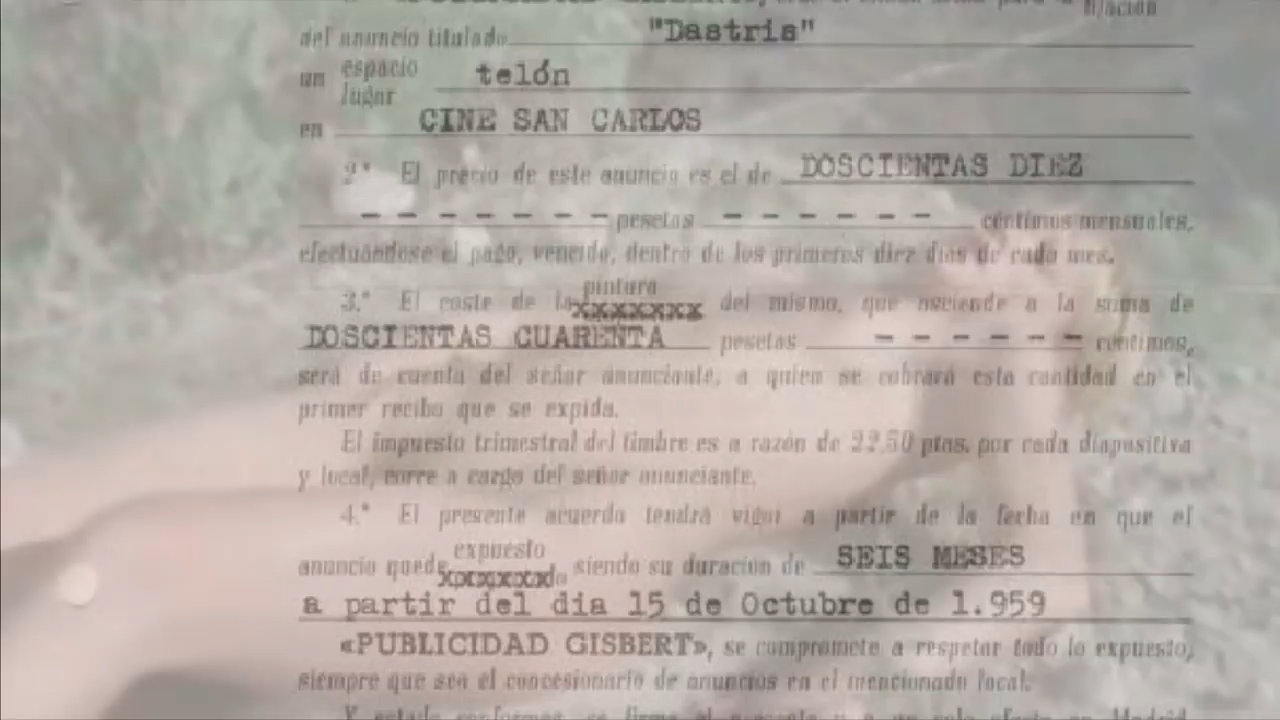 fijación
del anuncio titulado "Dastris"
un espacio lugar telón
en CINE SAN CARLOS
2.° El precio de este anuncio es el de DOSCIENTAS DIEZ
- - - - - - - pesetas - - - - - - céntimos mensuales,
efectuándose el pago, vencido, dentro de los primeros diez días de cada mes.
pintura
3.° El coste de la xxxxxxx del mismo, que asciende a la suma de
DOSCIENTAS CUARENTA pesetas - - - - - - céntimos,
será de cuenta del señor anunciante, a quien se cobrará esta cantidad en el
primer recibo que se expida.
El impuesto trimestral del timbre es a razón de 22,50 ptas. por cada diapositiva
y local, corre a cargo del señor anunciante.
4.° El presente acuerdo tendrá vigor a partir de la fecha en que el
expuesto
anuncio quede siendo su duración de SEIS MESES
a partir del dia 15 de Octubre de 1.959
«PUBLICIDAD GISBERT», se compromete a respetar todo lo expuesto,
siempre que sea el concesionario de anuncios en el mencionado local.
Y estado conformes, se firma el presente